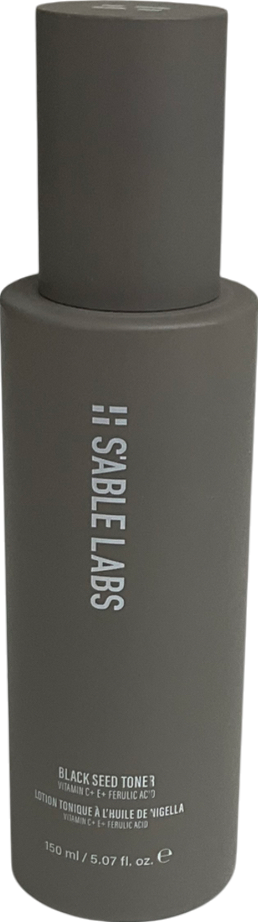 S'ABLE LABS
BLACK SEED TONER
VITAMIN C+ E+ FERULIC ACID
LOTION TONIQUE À L'HUILE DE NIGELLA
VITAMIN C+ E+ FERULIC ACID
150 ml / 5.07 fl. oz. ℮